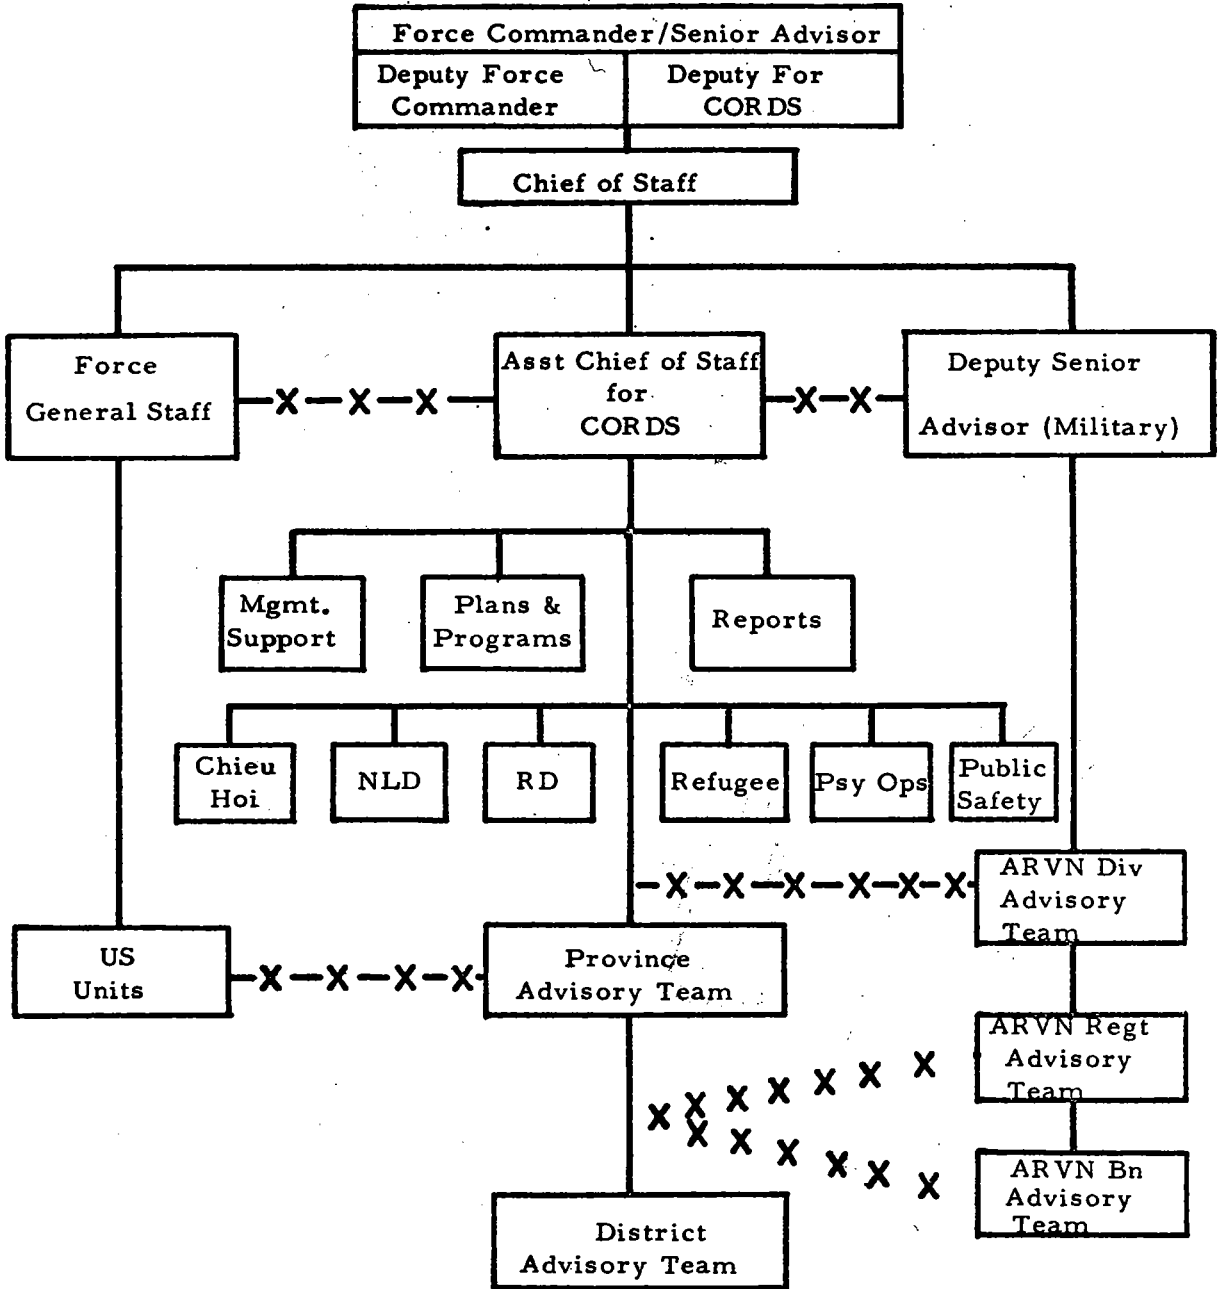 Force Commander/Senior Advisor
Deputy Force
Commander
Deputy For
CORDS
Chief of Staff
Force
General Staff
Asst Chief of Staff
for
CORDS
Deputy Senior
Advisor (Military)
X X X
X X
Mgmt.
Support
Plans &
Programs
Reports
Chieu
Hoi
NLD
RD
Refugee
Psy Ops
Public
Safety
X X X X X X
ARVN Div
Advisory
Team
US
Units
X X X X
Province
Advisory Team
ARVN Regt
Advisory
Team
X X X X X X X
X X X X X X
ARVN Bn
Advisory
Team
District
Advisory Team